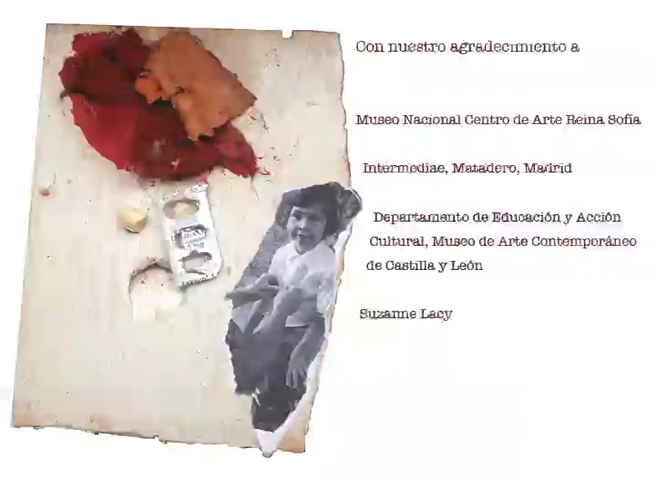 Con nuestro agradecimiento a
Museo Nacional Centro de Arte Reina Sofía
Intermediae, Matadero, Madrid
Departamento de Educación y Acción
Cultural, Museo de Arte Contemporáneo
de Castilla y León
Suzanne Lacy